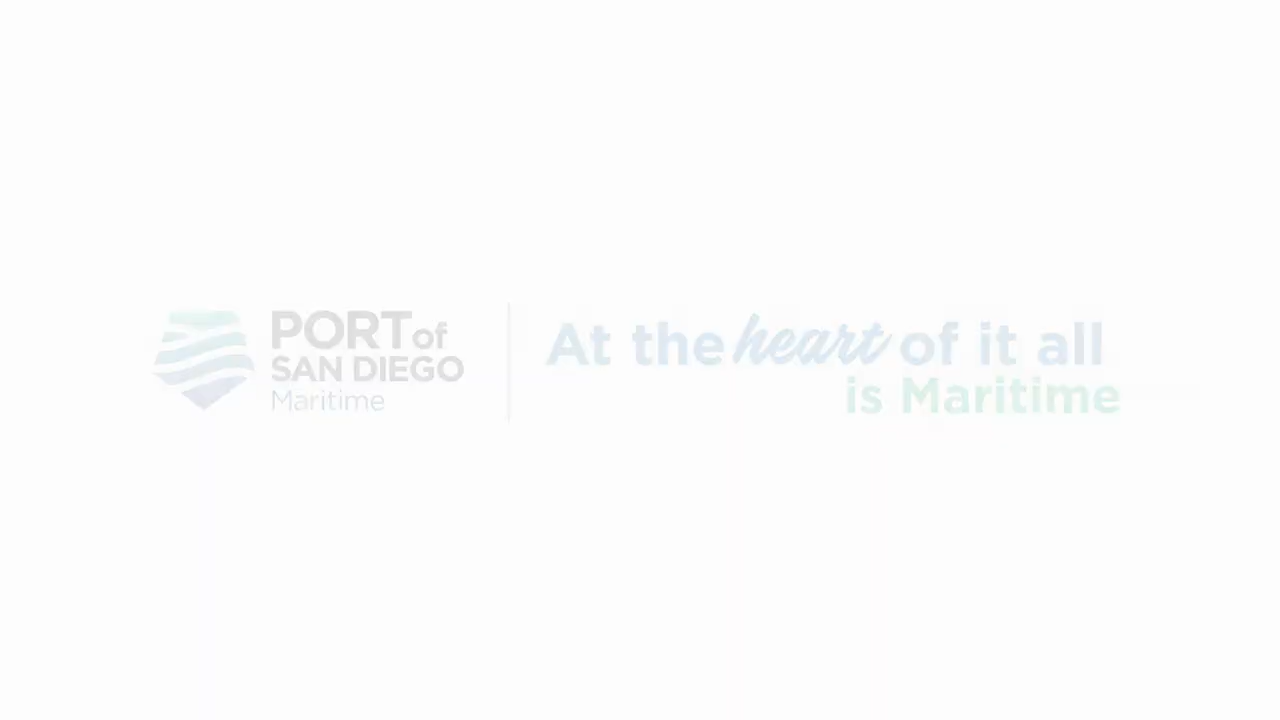 PORT of
SAN DIEGO
Maritime
At the heart of it all
is Maritime